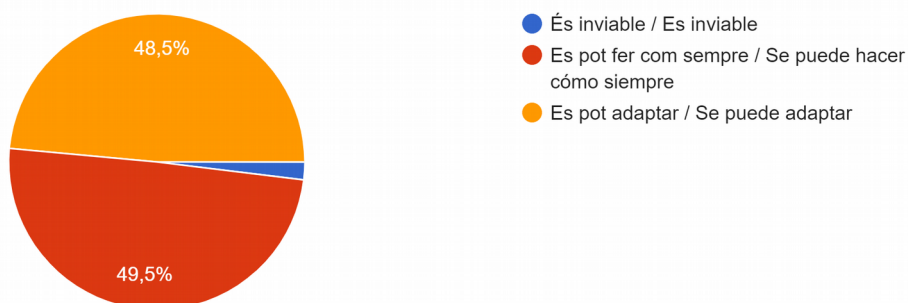 48,5%
49,5%
És inviable / Es inviable
Es pot fer com sempre / Se puede hacer
cómo siempre
Es pot adaptar / Se puede adaptar